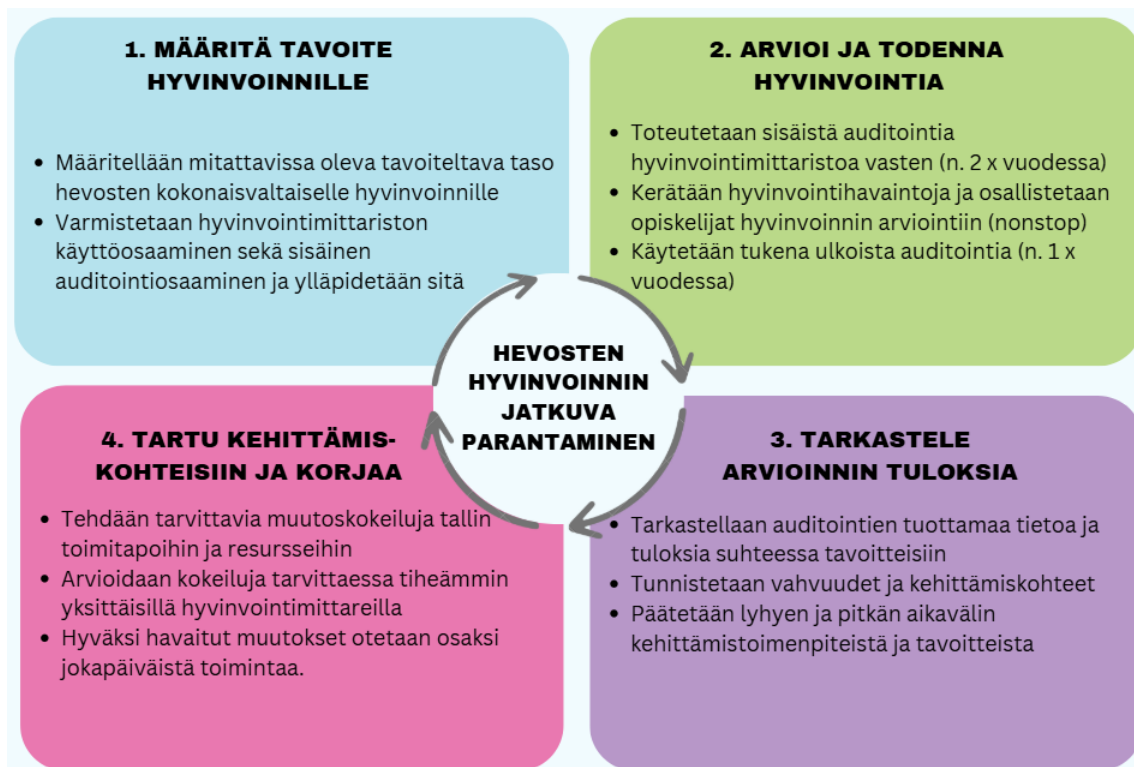 1. MÄÄRITÄ TAVOITE
HYVINVOINNILLE
• Määritellään mitattavissa oleva tavoiteltava taso
hevosten kokonaisvaltaiselle hyvinvoinnille
• Varmistetaan hyvinvointimittariston
käyttöosaaminen sekä sisäinen
auditointiosaaminen ja ylläpidetään sitä
2. ARVIOI JA TODENNA
HYVINVOINTIA
• Toteutetaan sisäistä auditointia
hyvinvointimittaristoa vasten (n. 2 x vuodessa)
• Kerätään hyvinvointihavaintoja ja osallistetaan
opiskelijat hyvinvoinnin arviointiin (nonstop)
• Käytetään tukena ulkoista auditointia (n. 1 x
vuodessa)
HEVOSTEN
HYVINVOINNIN
JATKUVA
PARANTAMINEN
3. TARKASTELE
ARVIOINNIN TULOKSIA
• Tarkastellaan auditointien tuottamaa tietoa ja
tuloksia suhteessa tavoitteisiin
• Tunnistetaan vahvuudet ja kehittämiskohteet
• Päätetään lyhyen ja pitkän aikavälin
kehittämistoimenpiteistä ja tavoitteista
4. TARTU KEHITTÄMIS-
KOHTEISIIN JA KORJAA
• Tehdään tarvittavia muutoskokeiluja tallin
toimitapoihin ja resursseihin
• Arvioidaan kokeiluja tarvittaessa tiheämmin
yksittäisillä hyvinvointimittareilla
• Hyväksi havaitut muutokset otetaan osaksi
jokapäiväistä toimintaa.